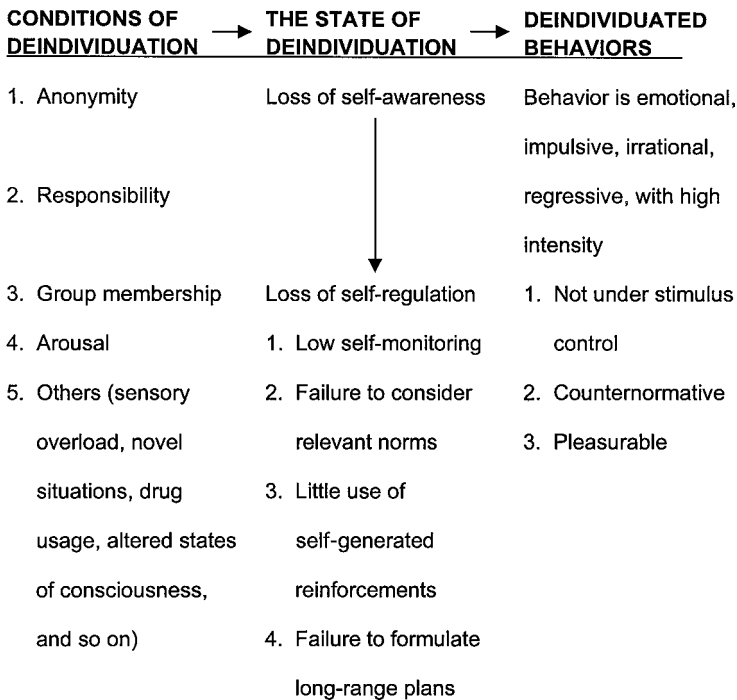 CONDITIONS OF
DEINDIVIDUATION
THE STATE OF
DEINDIVIDUATION
DEINDIVIDUATED
BEHAVIORS
1. Anonymity
2. Responsibility
3. Group membership
4. Arousal
5. Others (sensory
overload, novel
situations, drug
usage, altered states
of consciousness,
and so on)
Loss of self-awareness
Loss of self-regulation
1. Low self-monitoring
2. Failure to consider
relevant norms
3. Little use of
self-generated
reinforcements
4. Failure to formulate
long-range plans
Behavior is emotional,
impulsive, irrational,
regressive, with high
intensity
1. Not under stimulus
control
2. Counternormative
3. Pleasurable